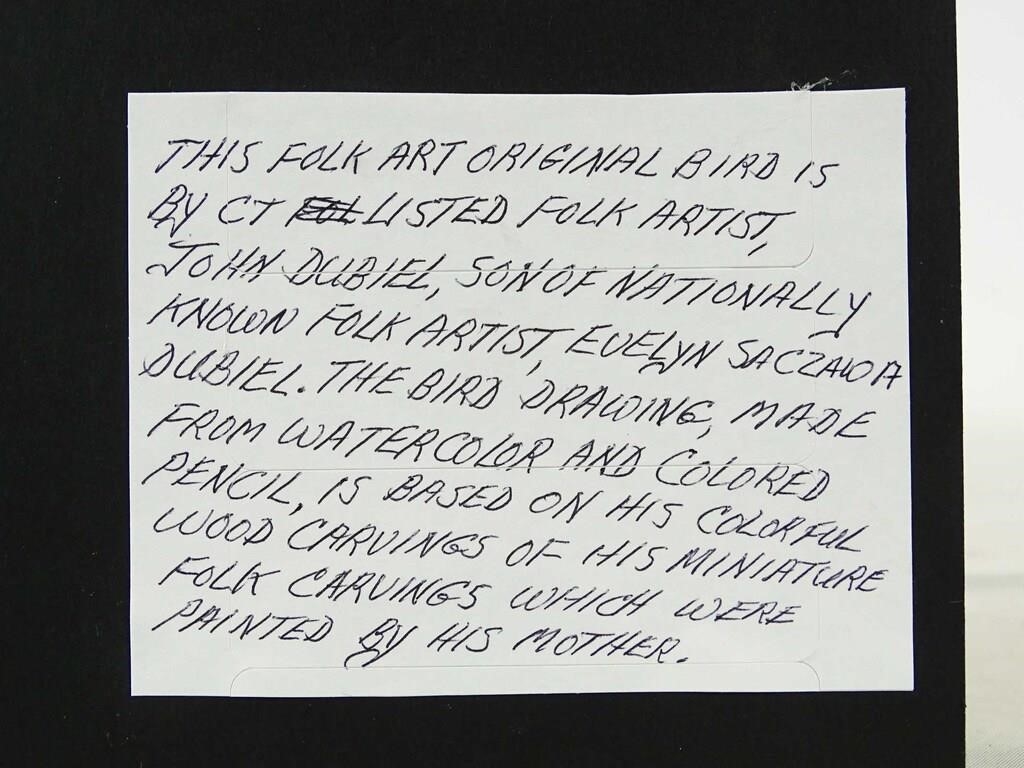 THIS FOLK ART ORIGINAL BIRD IS
BY CT LISTED FOLK ARTIST,
JOHN DUBIEL, SON OF NATIONALLY
KNOWN FOLK ARTIST, EVELYN SACZAWA
DUBIEL. THE BIRD DRAWING, MADE
FROM WATERCOLOR AND COLORED
PENCIL, IS BASED ON HIS COLORFUL
WOOD CARVINGS OF HIS MINIATURE
FOLK CARVINGS WHICH WERE
PAINTED BY HIS MOTHER.